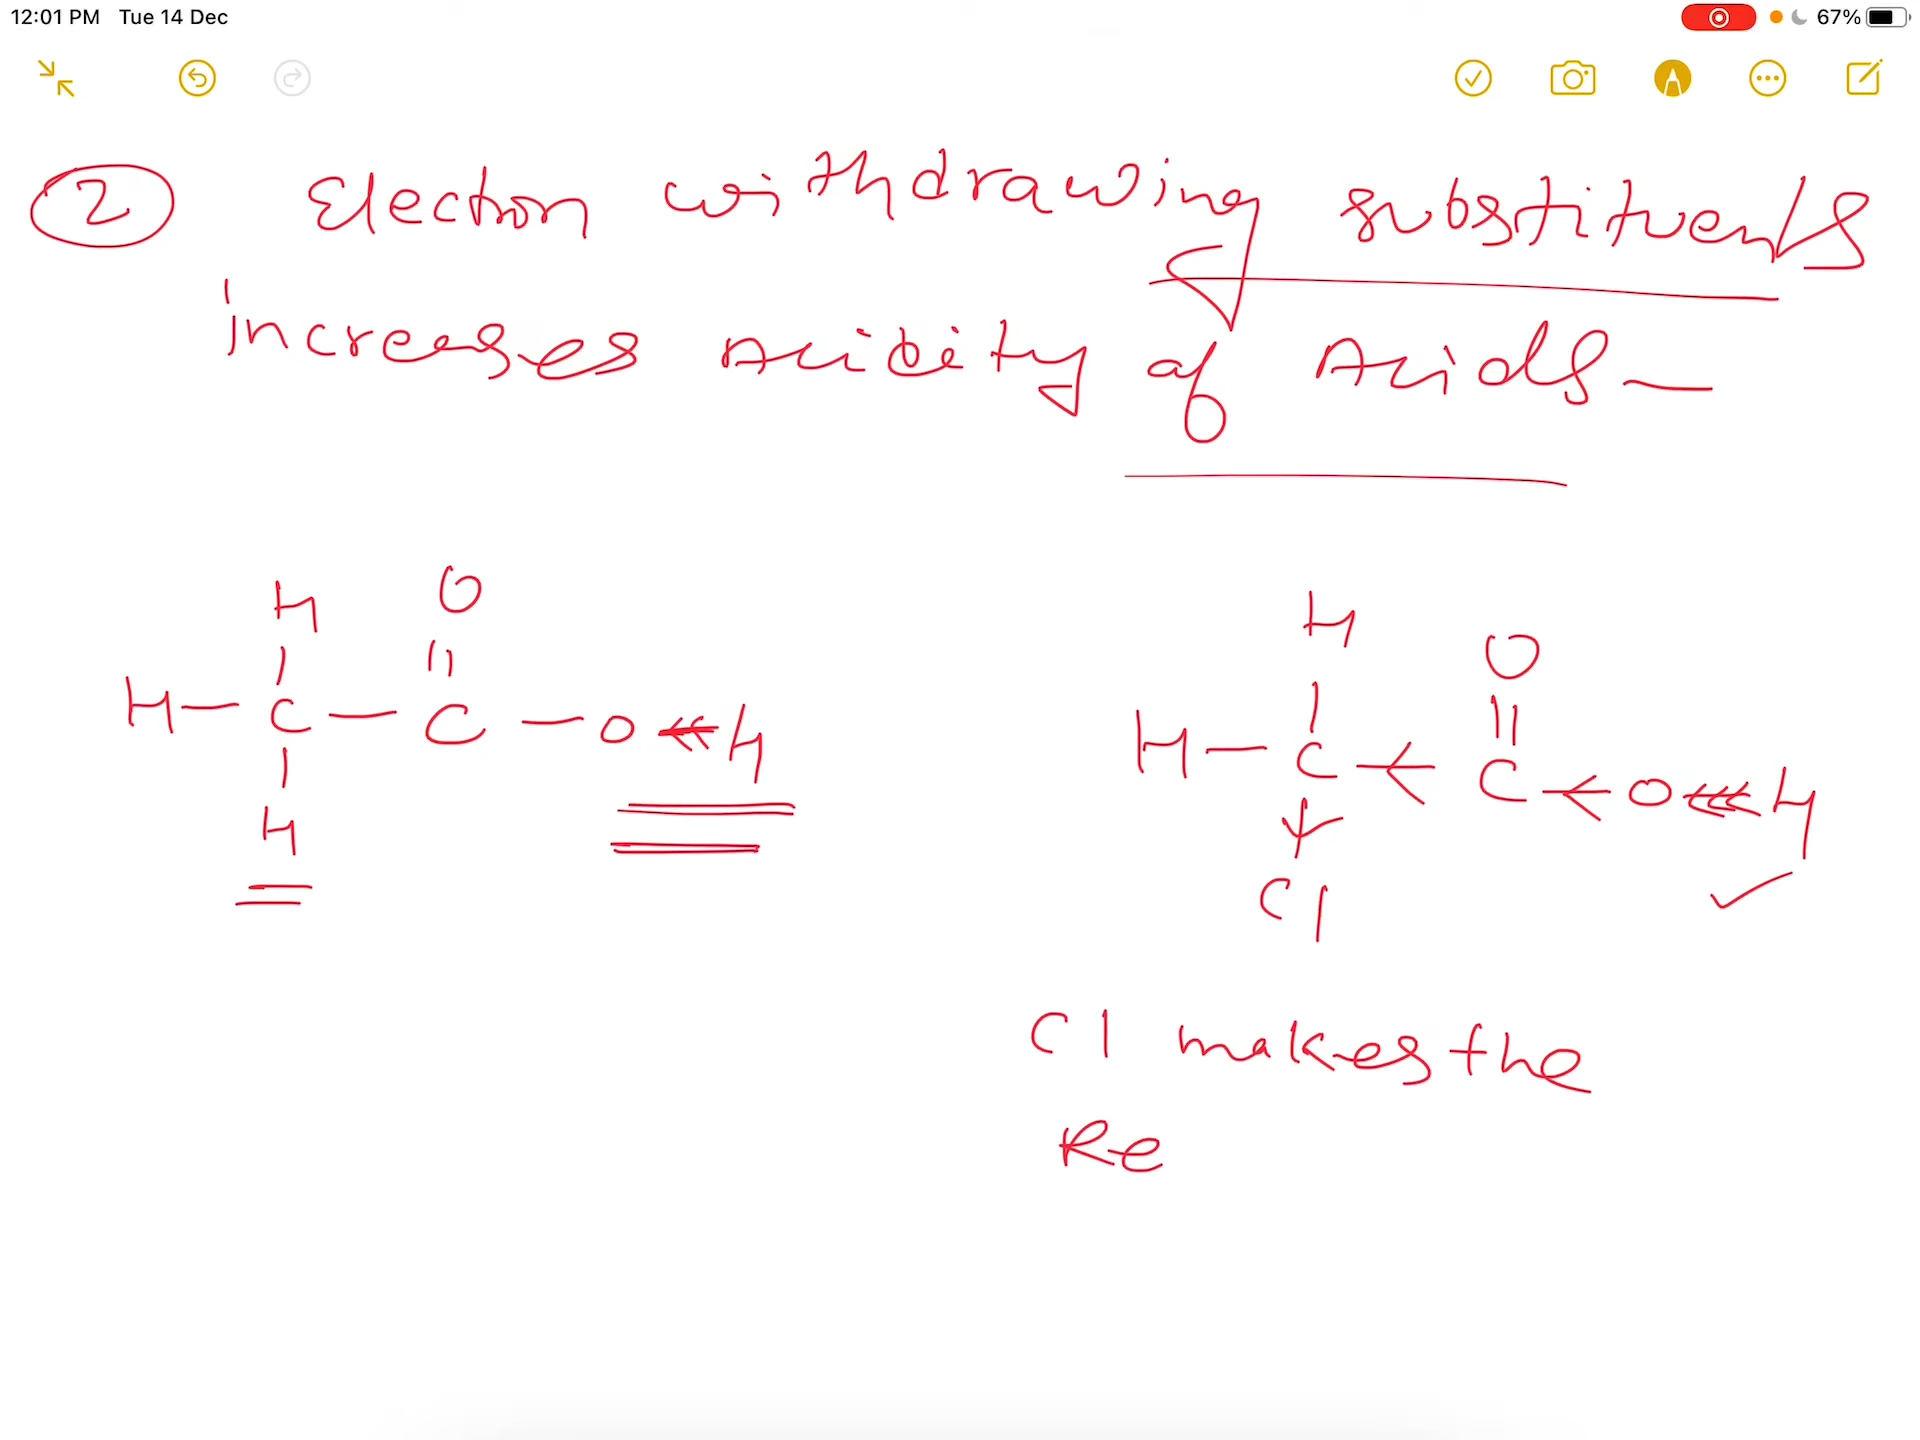 12:01 PM Tue 14 Dec 67%
2 Electron withdrawing substituents
increases Acidity of Acids-
H O
H-C-C-O H
H
H O
H-C C O H
Cl
Cl makes the
Re